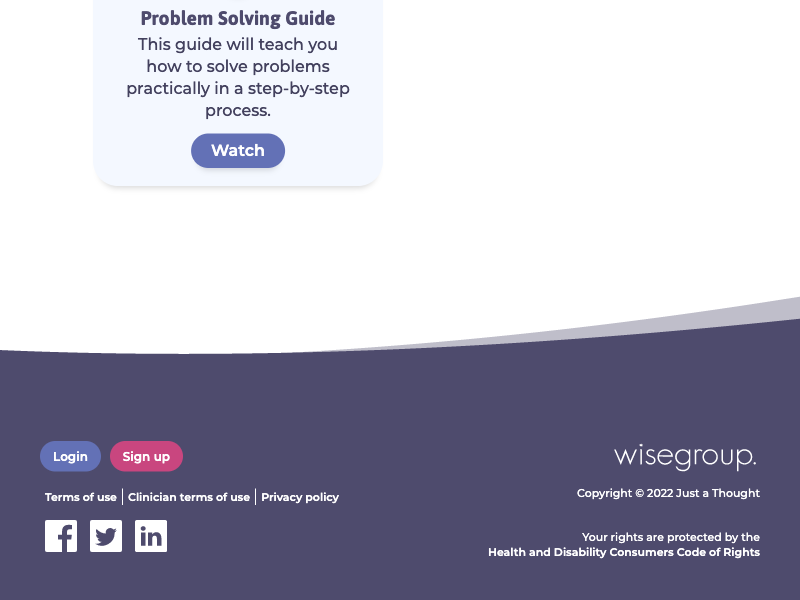 Problem Solving Guide
This guide will teach you
how to solve problems
practically in a step-by-step
process.
Watch
Login
Sign up
wisegroup.
Terms of use
Clinician terms of use
Privacy policy
Copyright © 2022 Just a Thought
Your rights are protected by the
Health and Disability Consumers Code of Rights